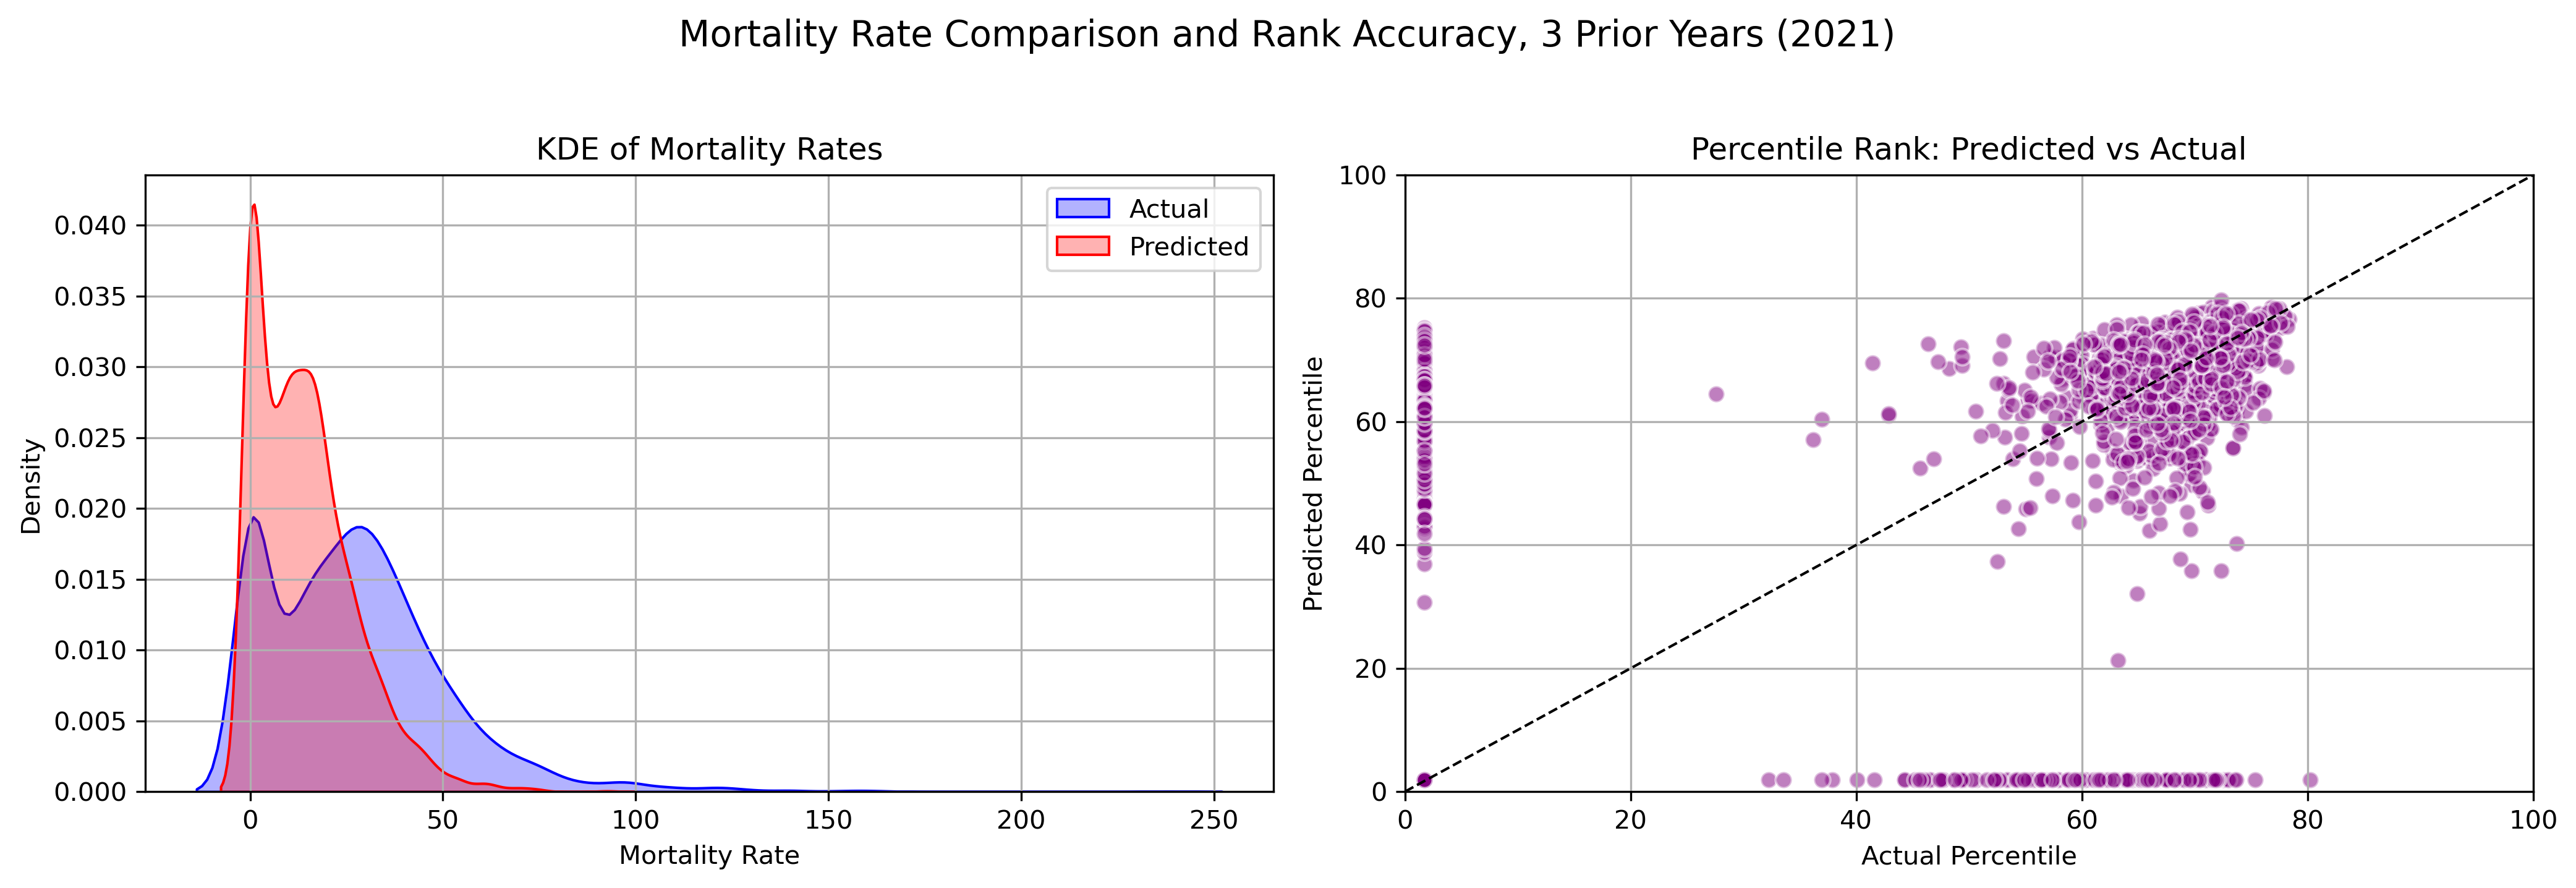 Mortality Rate Comparison and Rank Accuracy, 3 Prior Years (2021)
KDE of Mortality Rates
Actual
Predicted
0.040
0.035
0.030
0.025
0.020
0.015
0.010
0.005
0.000
Density
0 50 100 150 200 250
Mortality Rate
Percentile Rank: Predicted vs Actual
100
80
60
40
20
0
Predicted Percentile
0 20 40 60 80 100
Actual Percentile